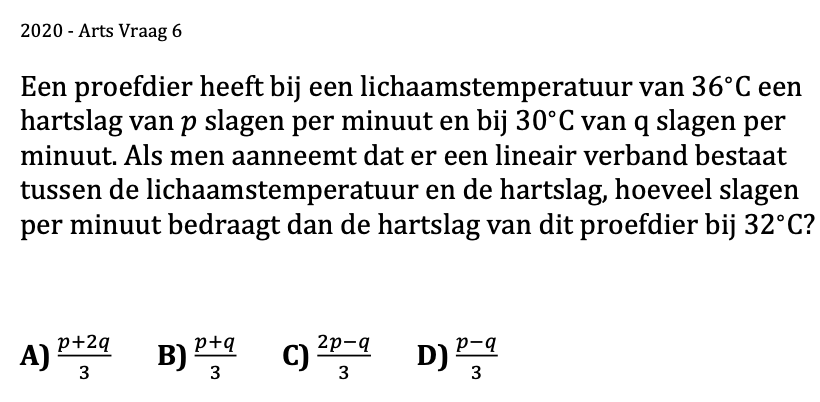 2020 - Arts Vraag 6
Een proefdier heeft bij een lichaamstemperatuur van 36°C een
hartslag van p slagen per minuut en bij 30°C van q slagen per
minuut. Als men aanneemt dat er een lineair verband bestaat
tussen de lichaamstemperatuur en de hartslag, hoeveel slagen
per minuut bedraagt dan de hartslag van dit proefdier bij 32°C?
A) \frac{p+2q}{3} B) \frac{p+q}{3} C) \frac{2p-q}{3} D) \frac{p-q}{3}